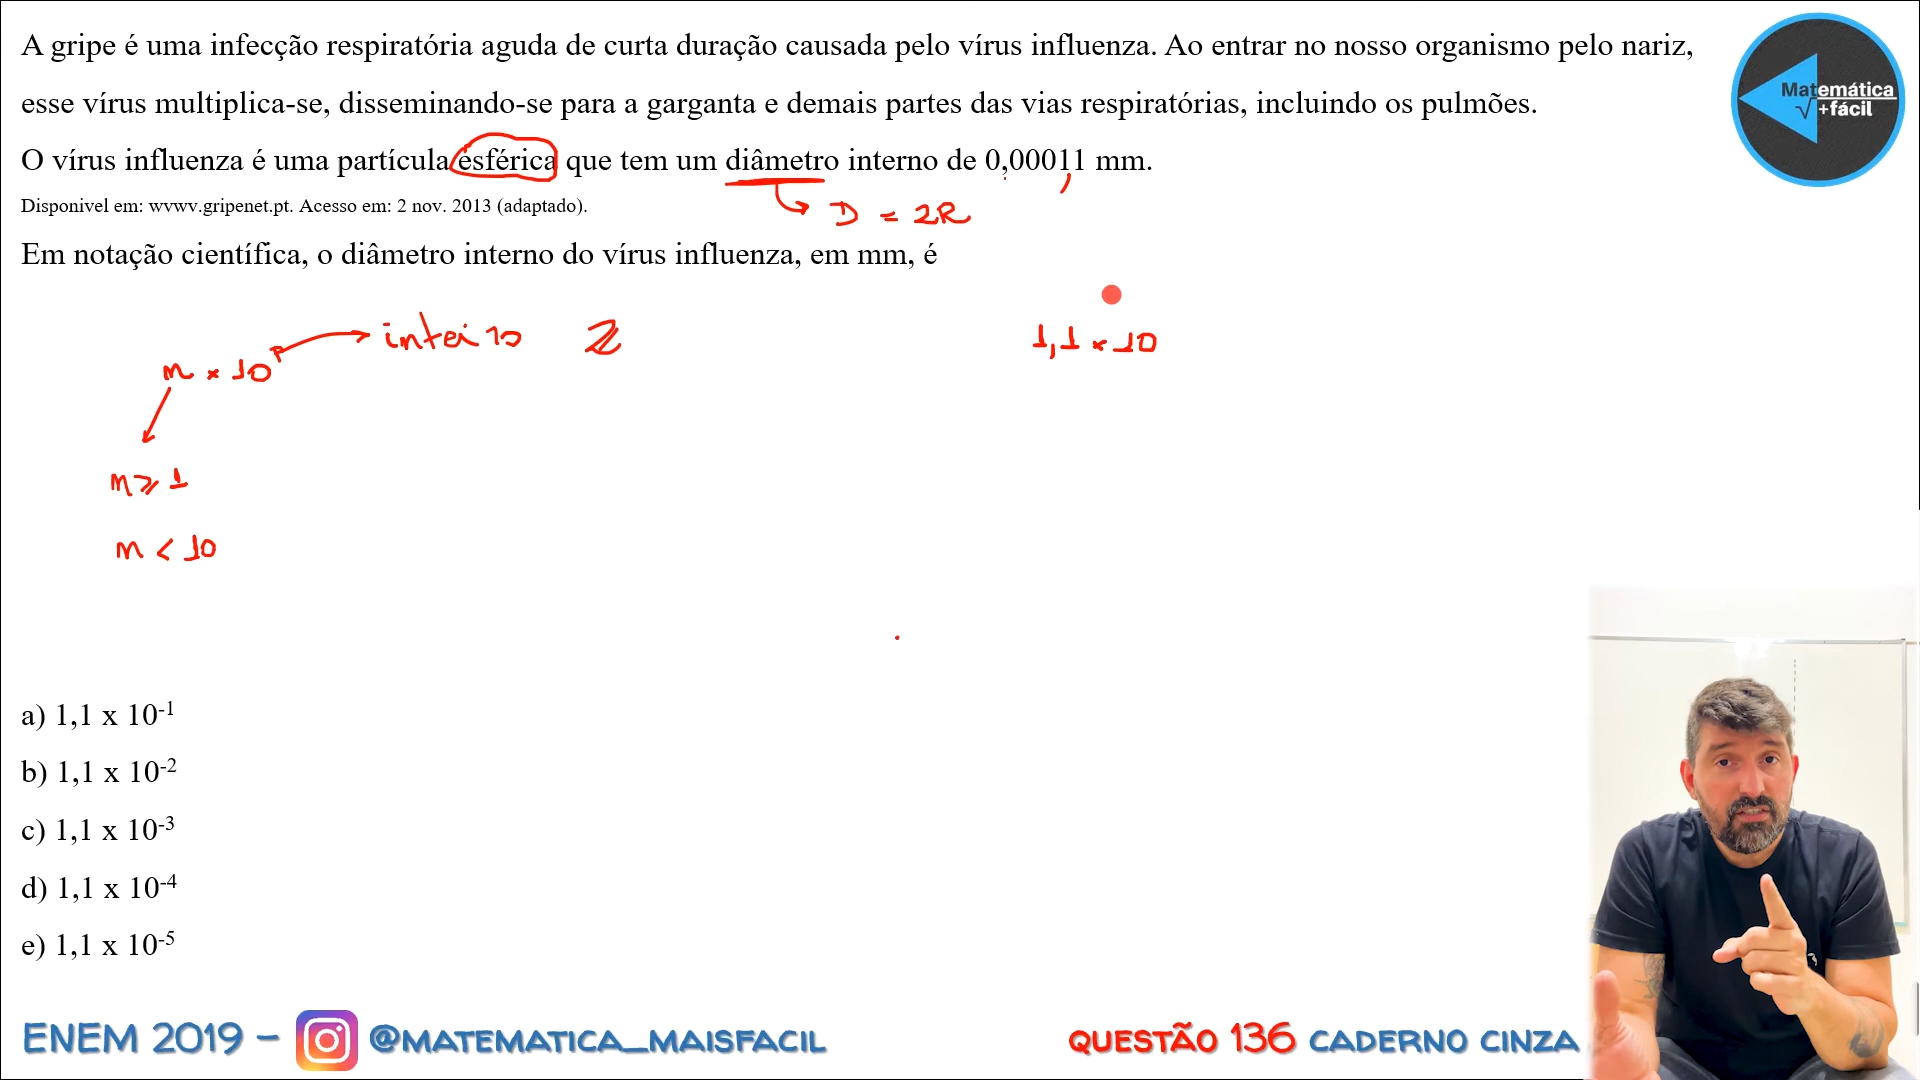 A gripe é uma infecção respiratória aguda de curta duração causada pelo vírus influenza. Ao entrar no nosso organismo pelo nariz,
esse vírus multiplica-se, disseminando-se para a garganta e demais partes das vias respiratórias, incluindo os pulmões.
O vírus influenza é uma partícula esférica que tem um diâmetro interno de 0,00011 mm.
Disponivel em: wvwv.gripenet.pt. Acesso em: 2 nov. 2013 (adaptado).
D = 2R
Em notação científica, o diâmetro interno do vírus influenza, em mm, é
m × 10ᴾ
inteiro ℤ
1,1 × 10
m ≥ 1
m < 10
a) 1,1 x 10⁻¹
b) 1,1 x 10⁻²
c) 1,1 x 10⁻³
d) 1,1 x 10⁻⁴
e) 1,1 x 10⁻⁵
Matemática
√ +fácil
ENEM 2019 – @MATEMATICA_MAISFACIL
QUESTÃO 136 CADERNO CINZA